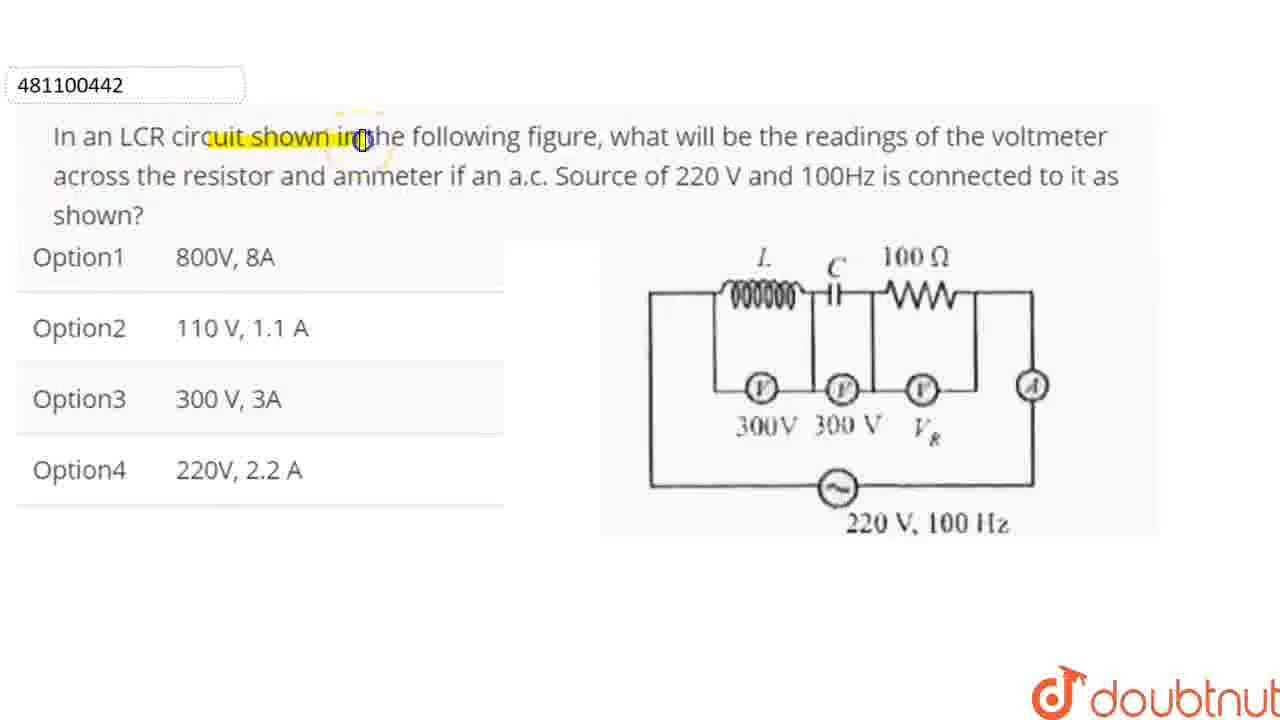 481100442
In an LCR circuit shown in the following figure, what will be the readings of the voltmeter
across the resistor and ammeter if an a.c. Source of 220 V and 100Hz is connected to it as
shown?
Option1 800V, 8A
Option2 110 V, 1.1 A
Option3 300 V, 3A
Option4 220V, 2.2 A
L C 100 Ω
V V V A
300V 300 V V_R
220 V, 100 Hz
doubtnut